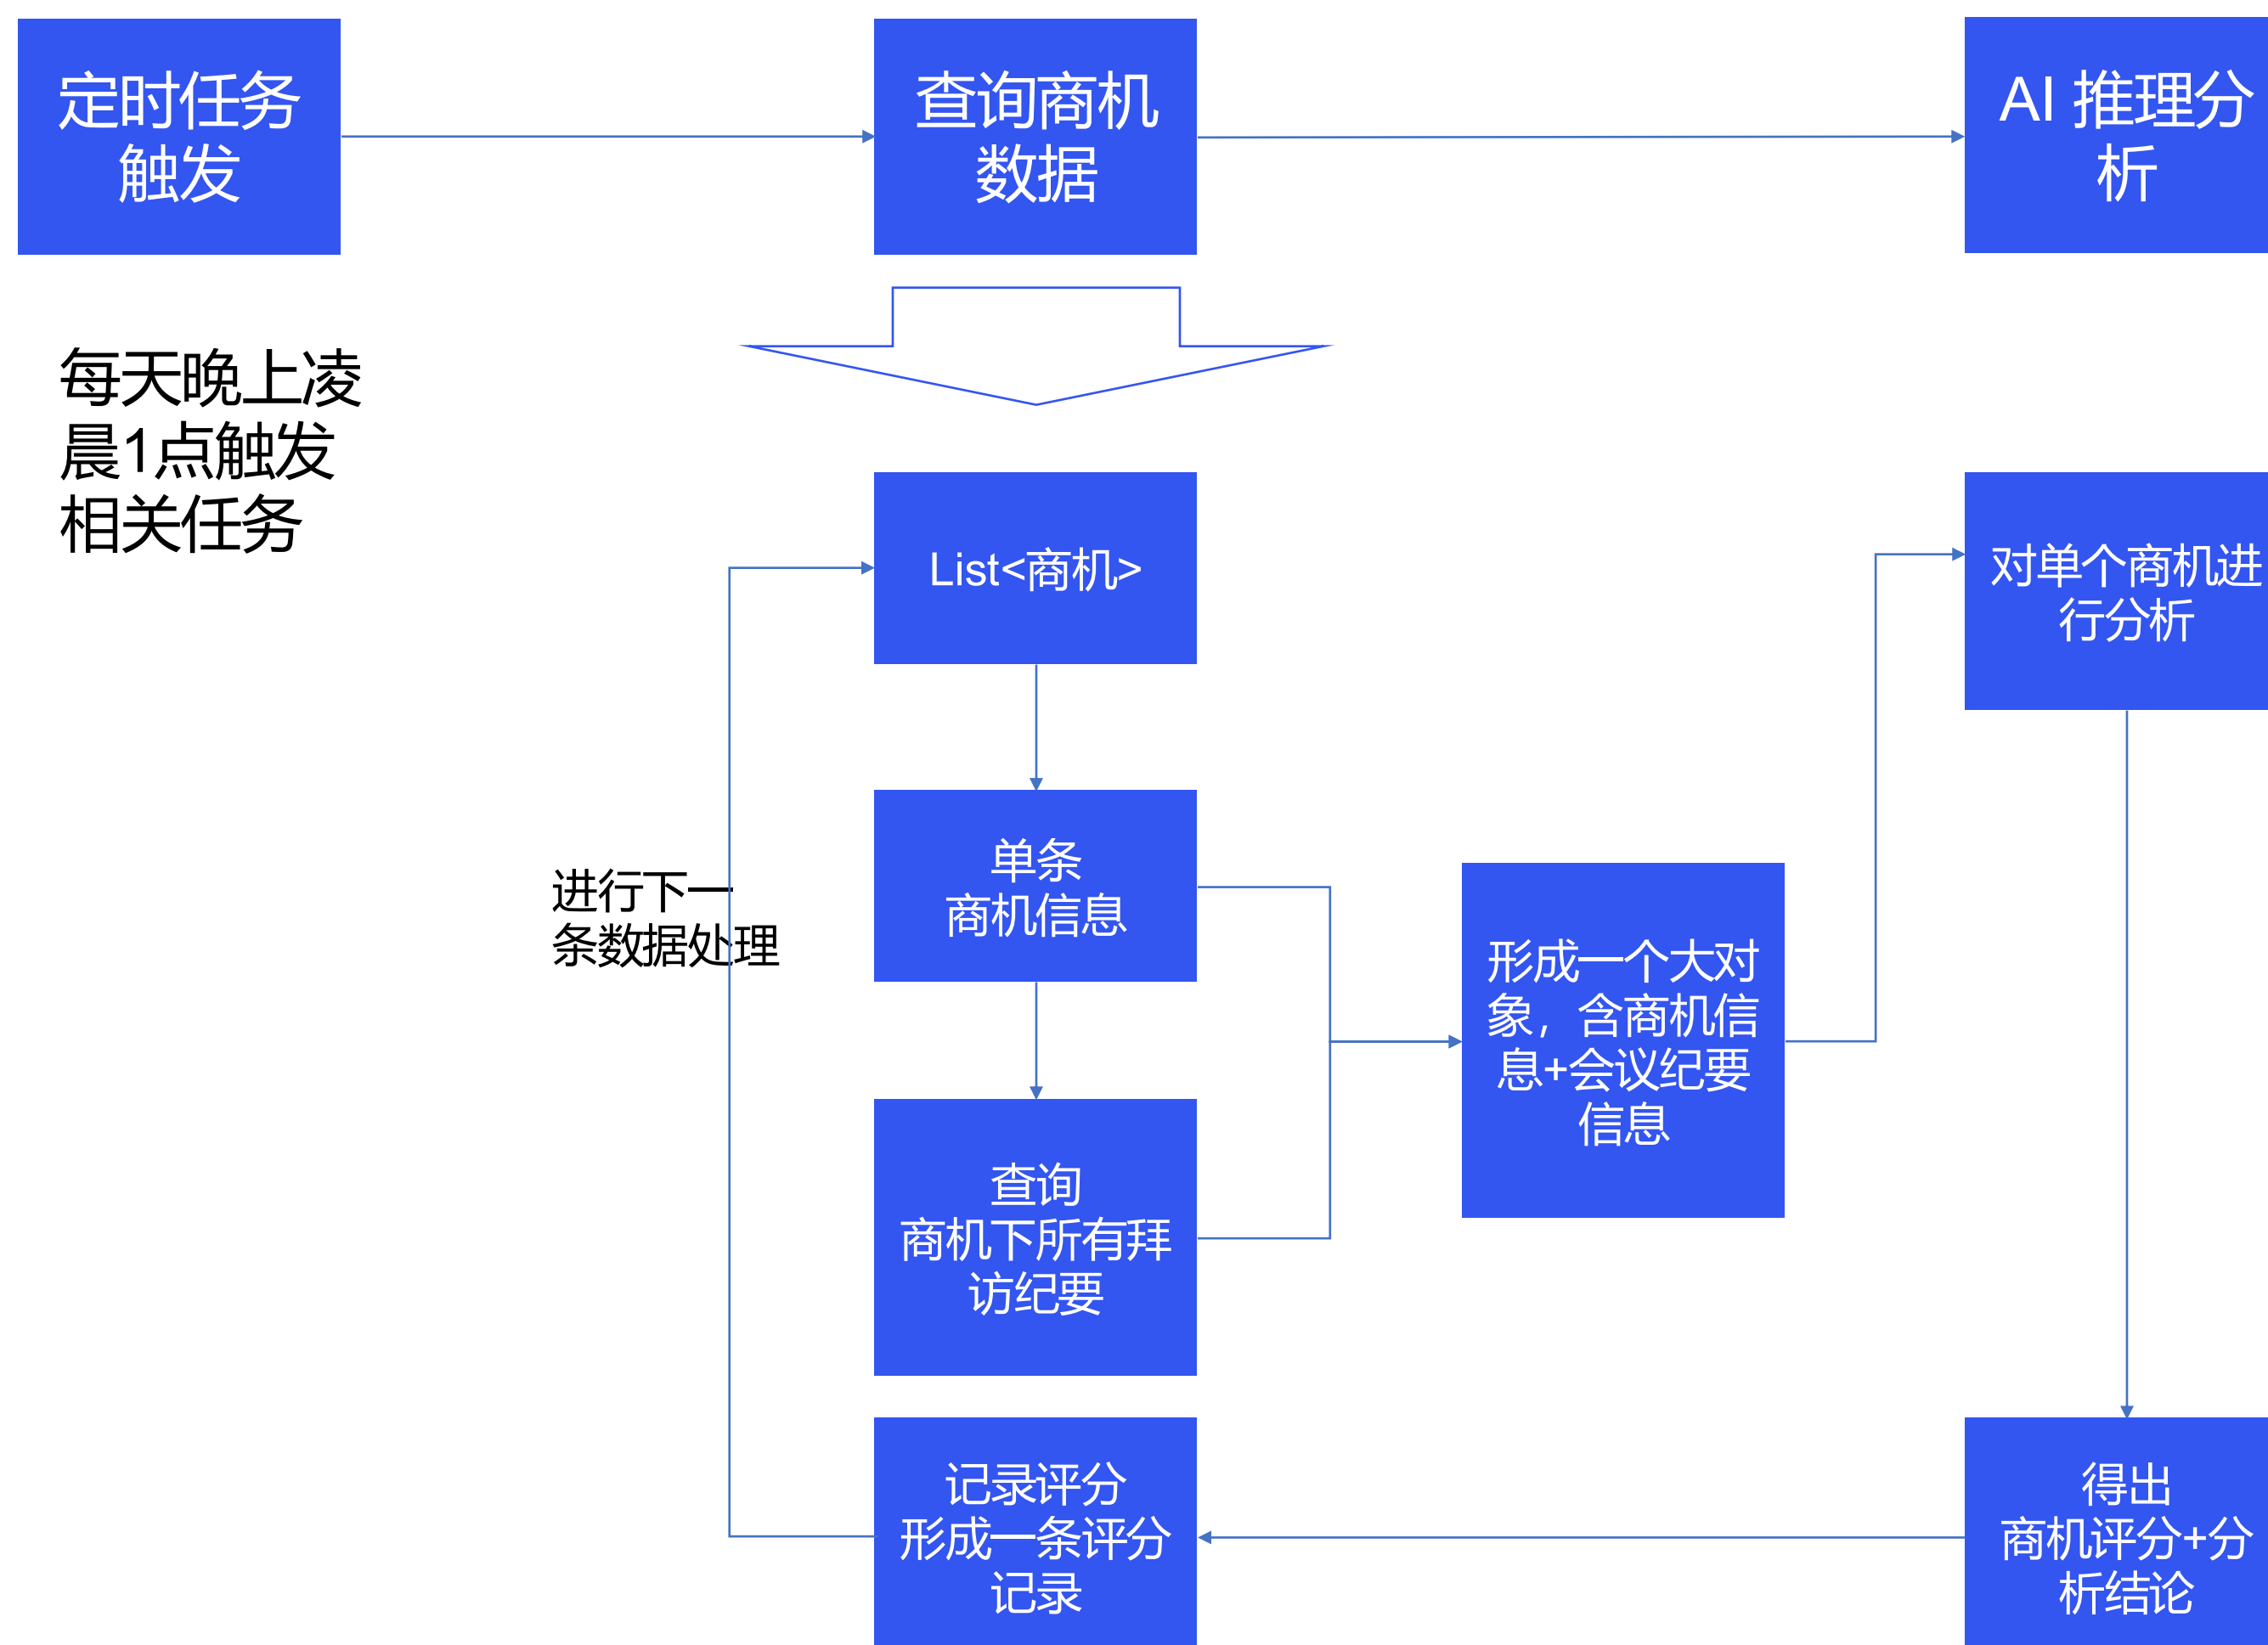 定时任务
触发
查询商机
数据
AI 推理分
析
每天晚上凌
晨1点触发
相关任务
List<商机>
对单个商机进
行分析
单条
商机信息
进行下一
条数据处理
形成一个大对
象，含商机信
息+会议纪要
信息
查询
商机下所有拜
访纪要
记录评分
形成一条评分
记录
得出
商机评分+分
析结论